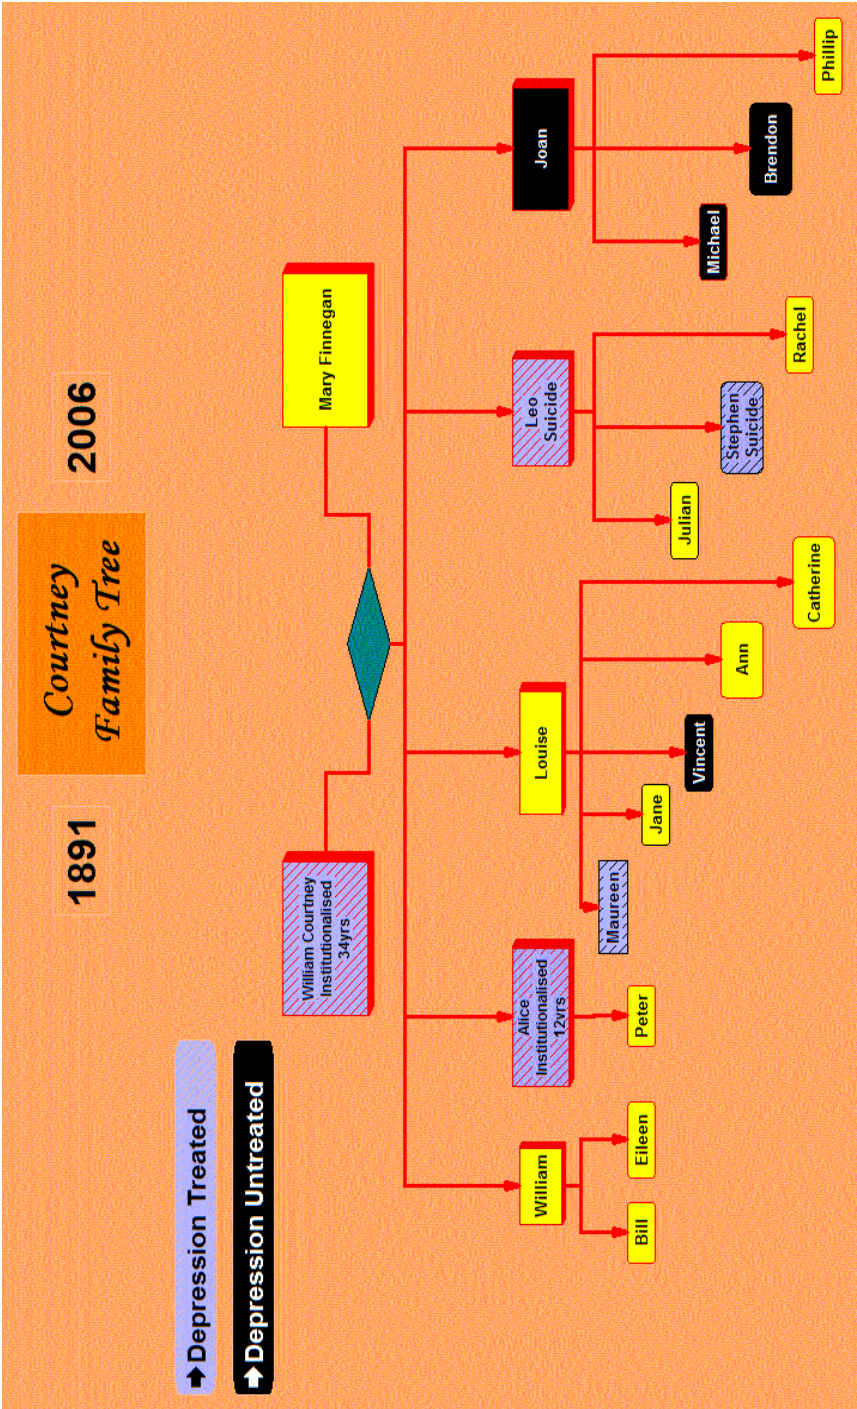 Courtney
Family Tree
1891
2006
➡Depression Treated
➡Depression Untreated
William Courtney
Institutionalised
34yrs
Mary Finnegan
William
Alice
Institutionalised
12yrs
Louise
Leo
Suicide
Joan
Bill
Eileen
Peter
Maureen
Jane
Vincent
Ann
Catherine
Julian
Stephen
Suicide
Rachel
Michael
Brendon
Phillip